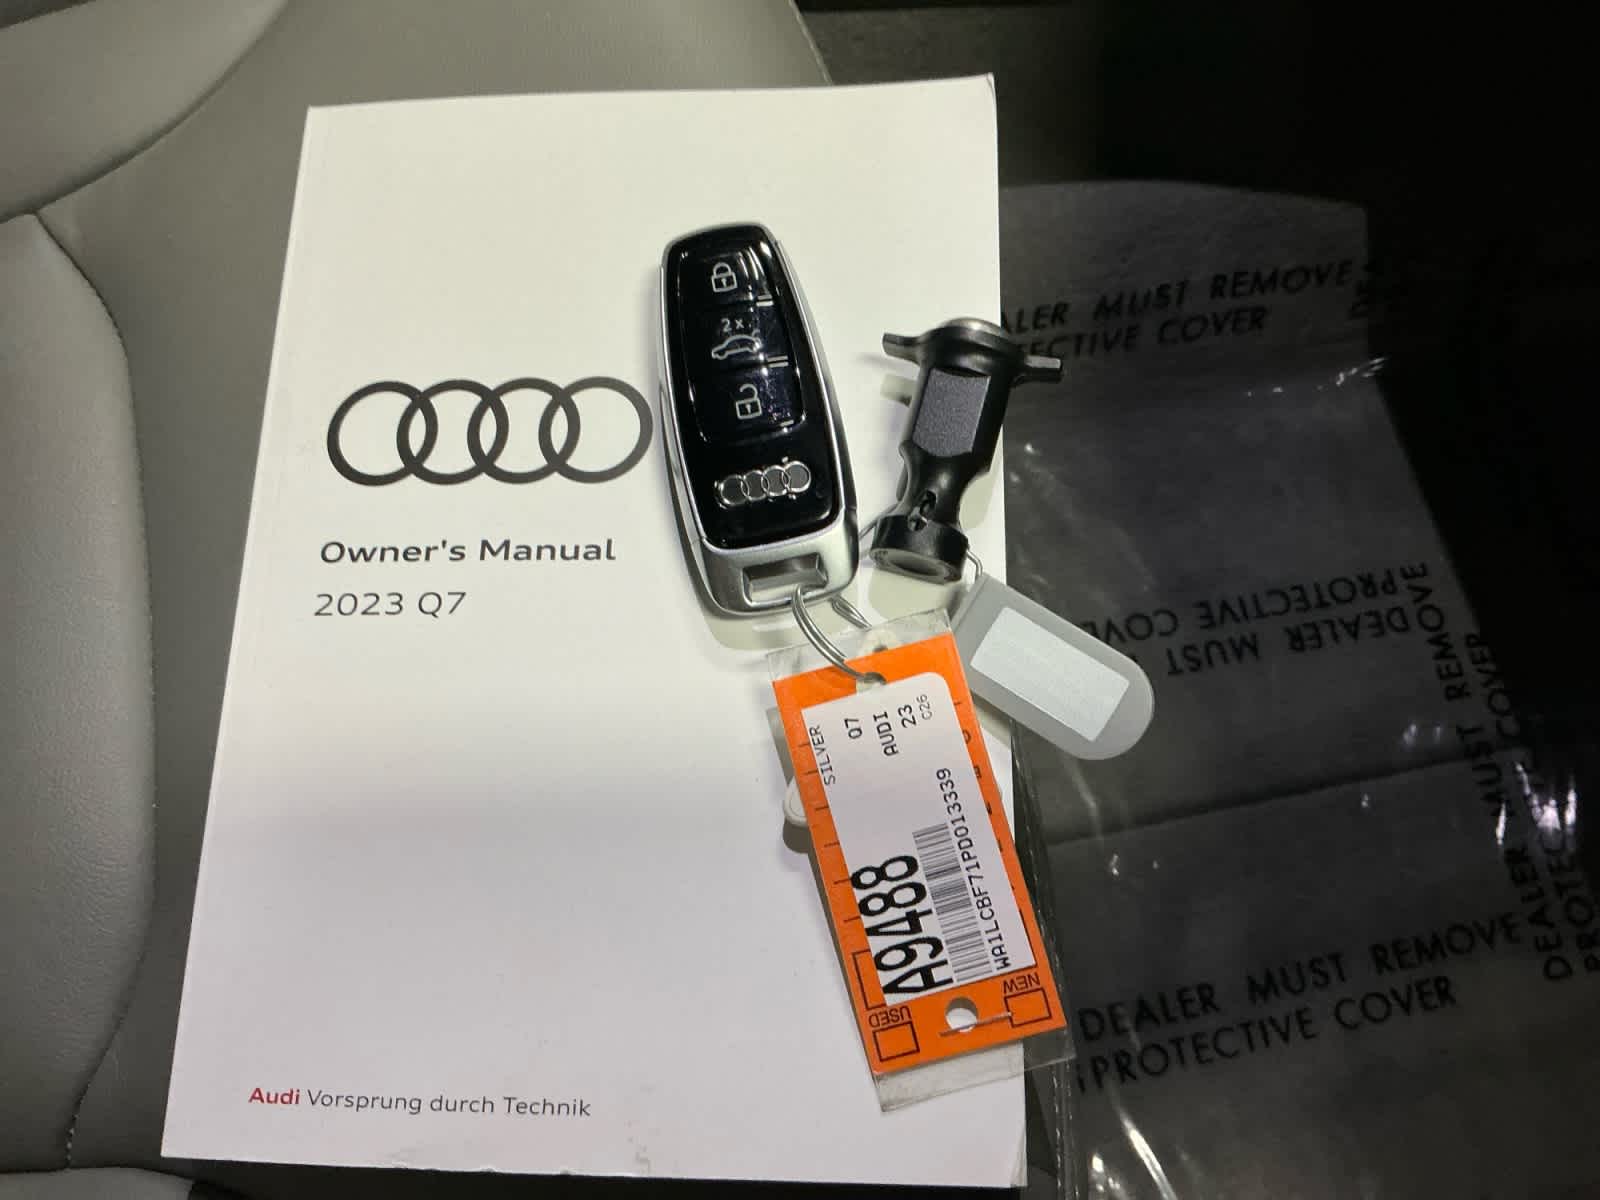 Owner's Manual
2023 Q7
Audi Vorsprung durch Technik
2x
SILVER
Q7
AUDI
23
C26
A9488
WA1LCBF71PD013339
USED
NEW
DEALER MUST REMOVE
PROTECTIVE COVER
DEALER MUST REMOVE
PROTECTIVE COVER
DEALER MUST REMOVE
PROTECTIVE COVER